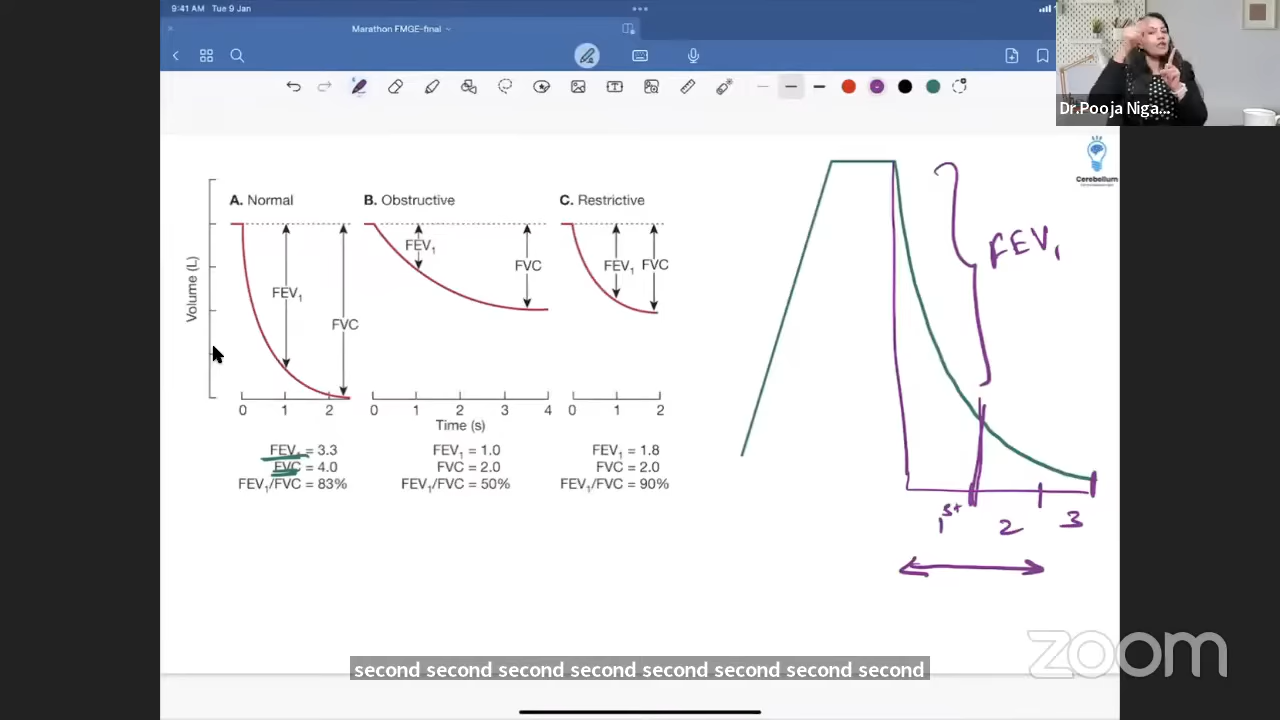 9:41 AM Tue 9 Jan
Marathon FMGE-final
Dr.Pooja Niga...
Cerebellum
A. Normal
B. Obstructive
C. Restrictive
FEV1
FVC
FEV1
FVC
FEV1 FVC
Volume (L)
0 1 2
0 1 2 3 4
0 1 2
Time (s)
FEV1 = 3.3
FVC = 4.0
FEV1/FVC = 83%
FEV1 = 1.0
FVC = 2.0
FEV1/FVC = 50%
FEV1 = 1.8
FVC = 2.0
FEV1/FVC = 90%
FEV1
1st 2 3
second second second second second second second second
zoom